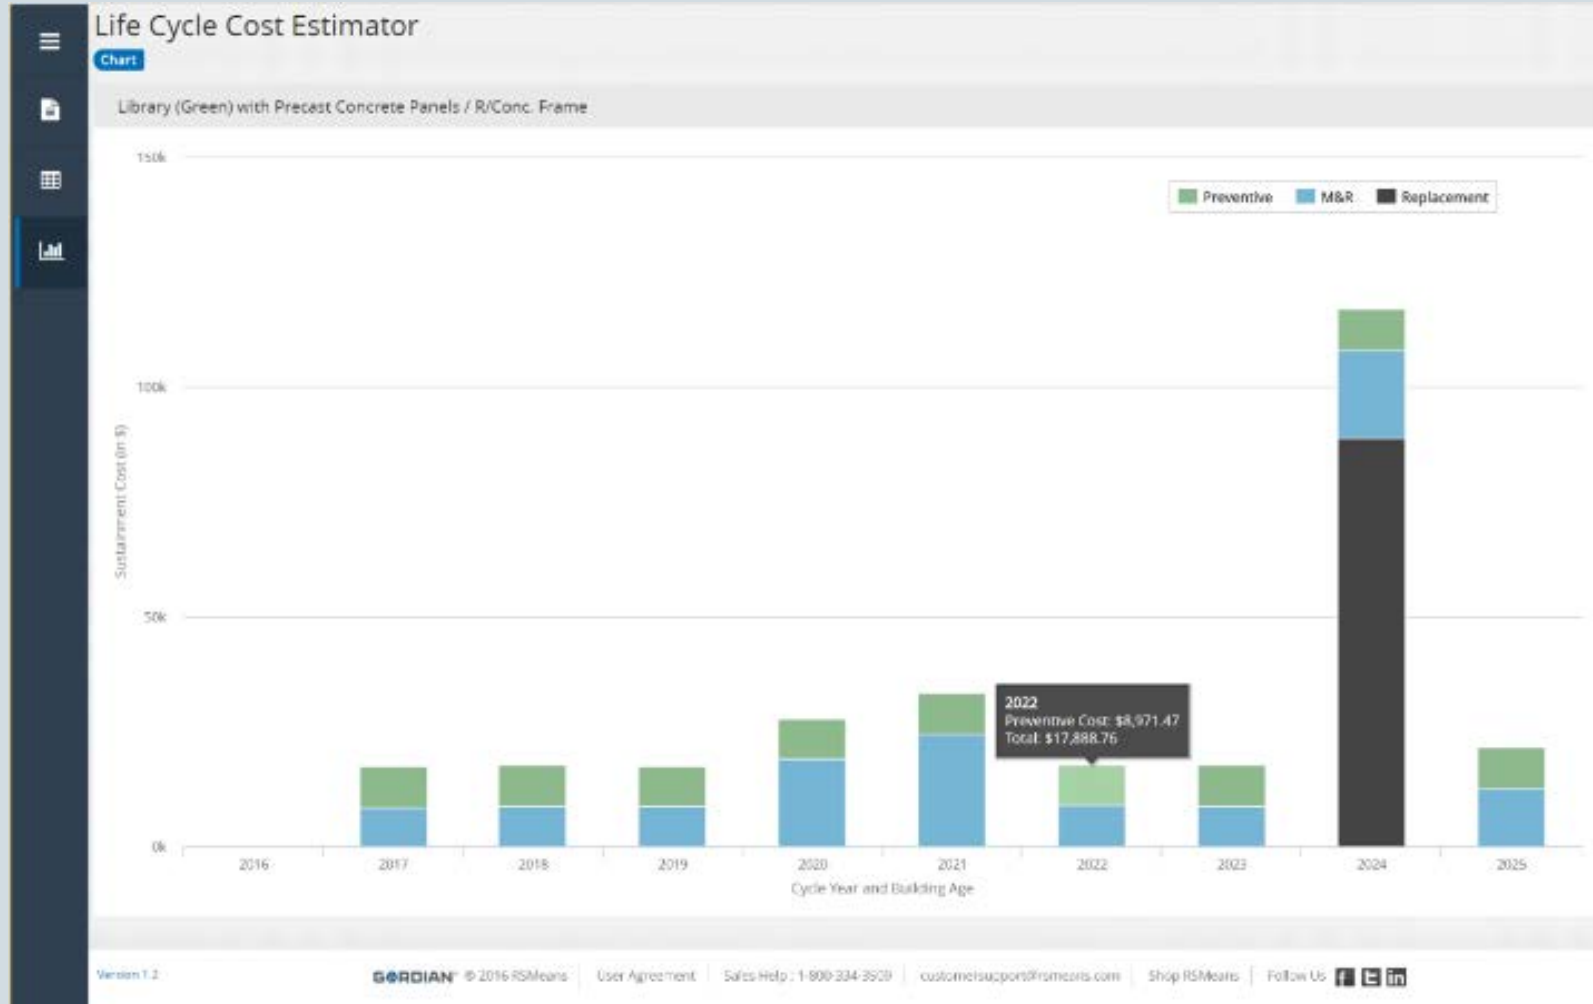 Life Cycle Cost Estimator
Chart
Library (Green) with Precast Concrete Panels / R/Conc. Frame
150k
Preventive M&R Replacement
100k
Sustainment Cost (in $)
50k
2022
Preventive Cost: $8,971.47
Total: $17,888.76
0k
2016 2017 2018 2019 2020 2021 2022 2023 2024 2025
Cycle Year and Building Age
Version 1.2 GORDIAN © 2016 RSMeans User Agreement Sales Help : 1-800-334-3509 customersupport@rsmeans.com Shop RSMeans Follow Us